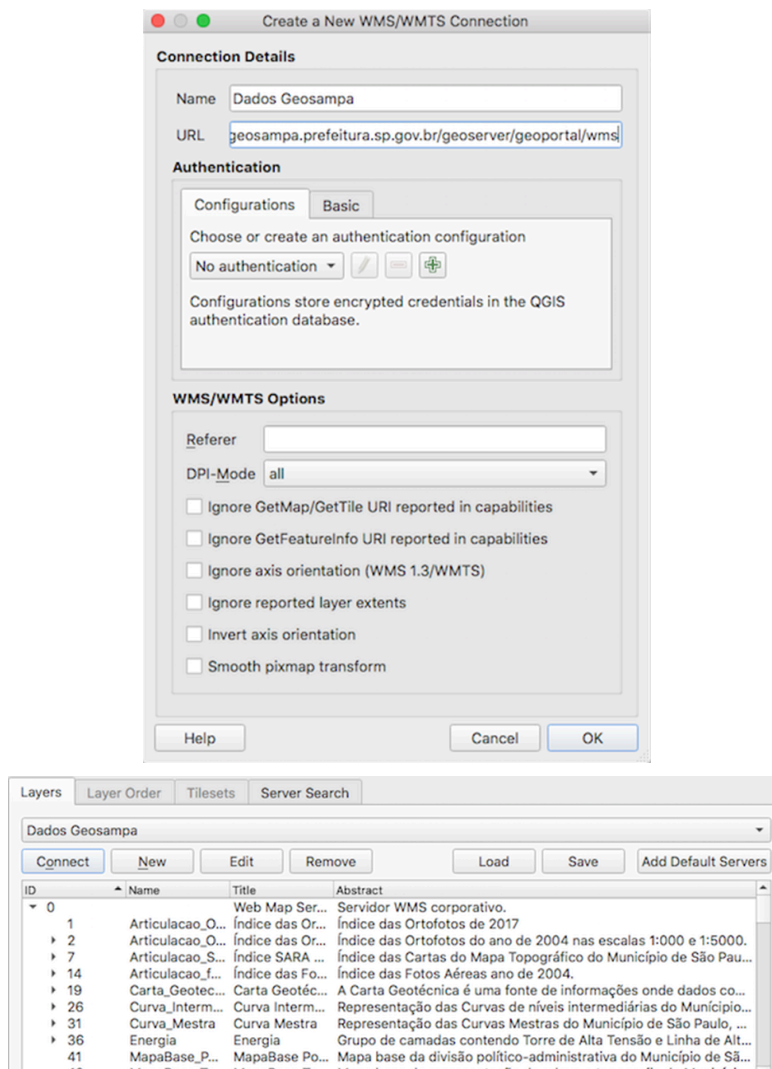 Create a New WMS/WMTS Connection
Connection Details
Name Dados Geosampa
URL geosampa.prefeitura.sp.gov.br/geoserver/geoportal/wms
Authentication
Configurations Basic
Choose or create an authentication configuration
No authentication
Configurations store encrypted credentials in the QGIS
authentication database.
WMS/WMTS Options
Referer
DPI-Mode all
Ignore GetMap/GetTile URI reported in capabilities
Ignore GetFeatureInfo URI reported in capabilities
Ignore axis orientation (WMS 1.3/WMTS)
Ignore reported layer extents
Invert axis orientation
Smooth pixmap transform
Help Cancel OK
Layers Layer Order Tilesets Server Search
Dados Geosampa
Connect New Edit Remove Load Save Add Default Servers
ID Name Title Abstract
0 Web Map Ser... Servidor WMS corporativo.
1 Articulacao_O... Índice das Or... Índice das Ortofotos de 2017
2 Articulacao_O... Índice das Or... Índice das Ortofotos do ano de 2004 nas escalas 1:000 e 1:5000.
7 Articulacao_S... Índice SARA ... Índice das Cartas do Mapa Topográfico do Município de São Pau...
14 Articulacao_f... Índice das Fo... Índice das Fotos Aéreas ano de 2004.
19 Carta_Geotec... Carta Geotéc... A Carta Geotécnica é uma fonte de informações onde dados co...
26 Curva_Interm... Curva Interm... Representação das Curvas de níveis intermediárias do Munícipio...
31 Curva_Mestra Curva Mestra Representação das Curvas Mestras do Município de São Paulo, ...
36 Energia Energia Grupo de camadas contendo Torre de Alta Tensão e Linha de Alt...
41 MapaBase_P... MapaBase Po... Mapa base da divisão político-administrativa do Município de Sã...